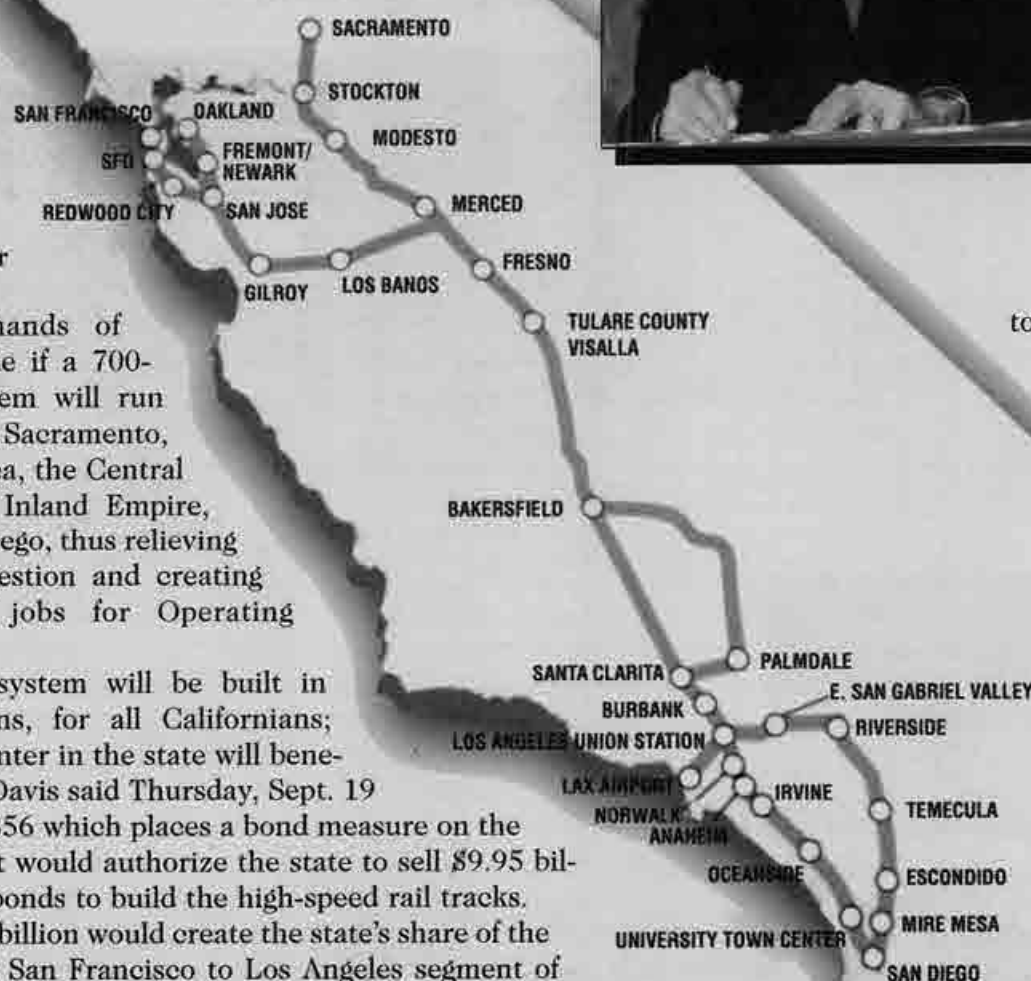 SACRAMENTO
STOCKTON
SAN FRANCISCO
OAKLAND
MODESTO
SFO
FREMONT/
NEWARK
REDWOOD CITY
SAN JOSE
MERCED
GILROY
LOS BANOS
FRESNO
TULARE COUNTY
VISALLA
BAKERSFIELD
SANTA CLARITA
PALMDALE
E. SAN GABRIEL VALLEY
BURBANK
LOS ANGELES UNION STATION
RIVERSIDE
LAX AIRPORT
NORWALK
ANAHEIM
IRVINE
TEMECULA
OCEANSIDE
ESCONDIDO
UNIVERSITY TOWN CENTER
MIRE MESA
SAN DIEGO
r
hands of
e if a 700-
em will run
Sacramento,
ea, the Central
Inland Empire,
ego, thus relieving
estion and creating
jobs for Operating
system will be built in
ns, for all Californians;
nter in the state will bene-
Davis said Thursday, Sept. 19
56 which places a bond measure on the
t would authorize the state to sell $9.95 bil-
onds to build the high-speed rail tracks.
billion would create the state's share of the
San Francisco to Los Angeles segment of
to